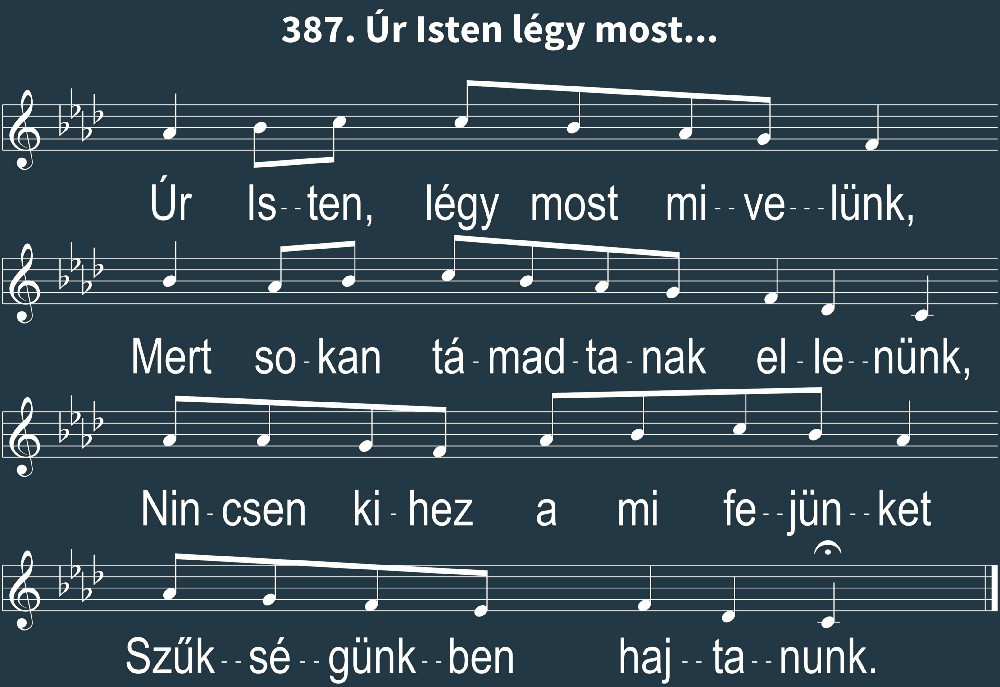 387. Úr Isten légy most...
Úr Is--ten, légy most mi--ve---lünk,
Mert so-kan tá-mad-ta-nak el-le--nünk,
Nin-csen ki-hez a mi fe--jün--ket
Szűk--sé--günk--ben haj--ta--nunk.